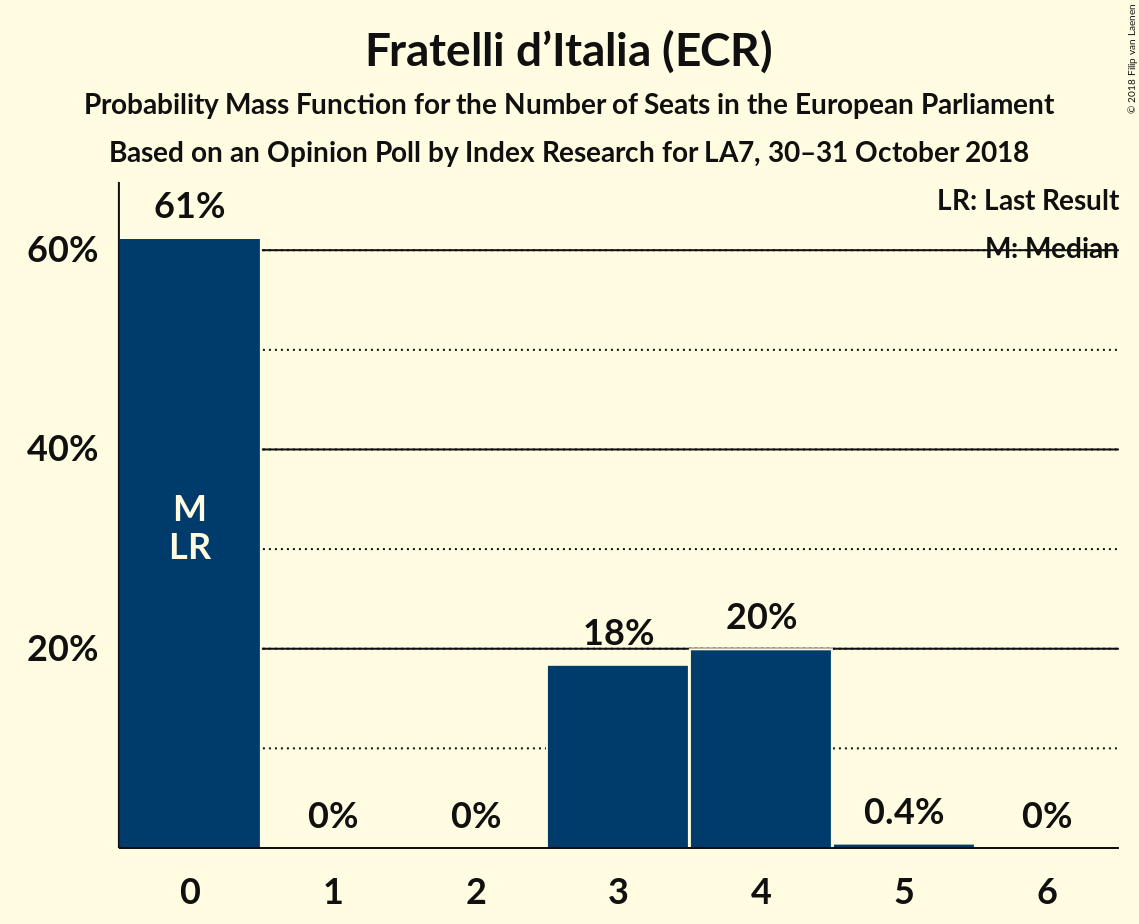 Fratelli d’Italia (ECR)
Probability Mass Function for the Number of Seats in the European Parliament
Based on an Opinion Poll by Index Research for LA7, 30–31 October 2018
© 2018 Filip van Laenen
LR: Last Result
M: Median
61%
60%
40%
20%
M
LR
0%
0%
18%
20%
0.4%
0%
0 1 2 3 4 5 6